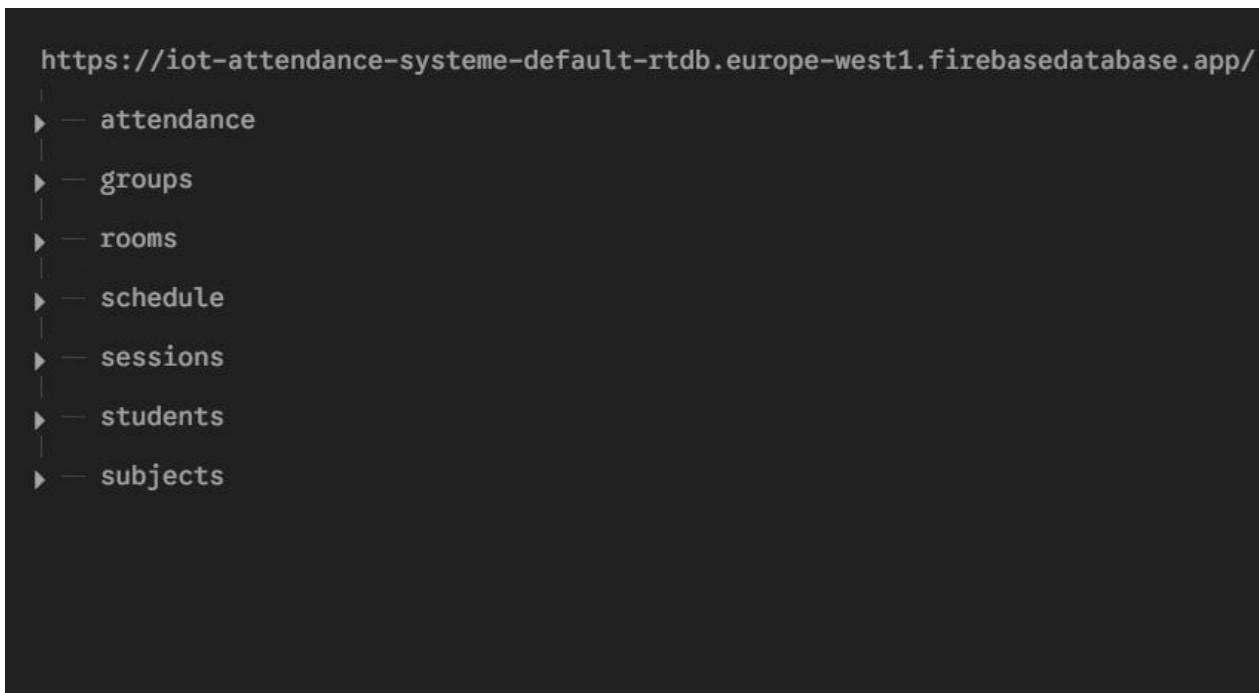 https://iot-attendance-systeme-default-rtdb.europe-west1.firebasedatabase.app/
attendance
groups
rooms
schedule
sessions
students
subjects